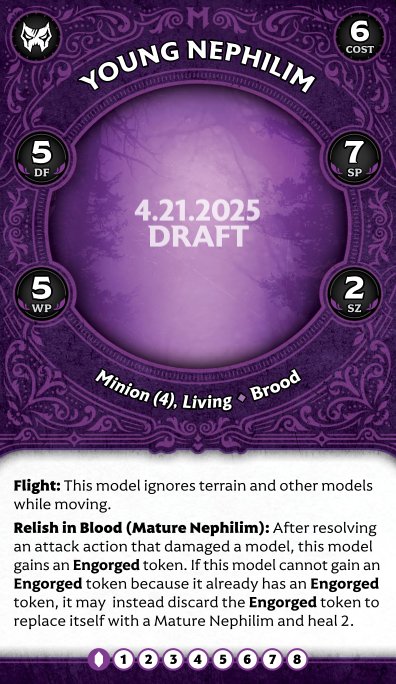 YOUNG NEPHILIM
6
COST
5
DF
7
SP
4.21.2025
DRAFT
5
WP
2
SZ
Minion (4), Living ♦ Brood
Flight: This model ignores terrain and other models
while moving.
Relish in Blood (Mature Nephilim): After resolving
an attack action that damaged a model, this model
gains an Engorged token. If this model cannot gain an
Engorged token because it already has an Engorged
token, it may instead discard the Engorged token to
replace itself with a Mature Nephilim and heal 2.
1 2 3 4 5 6 7 8